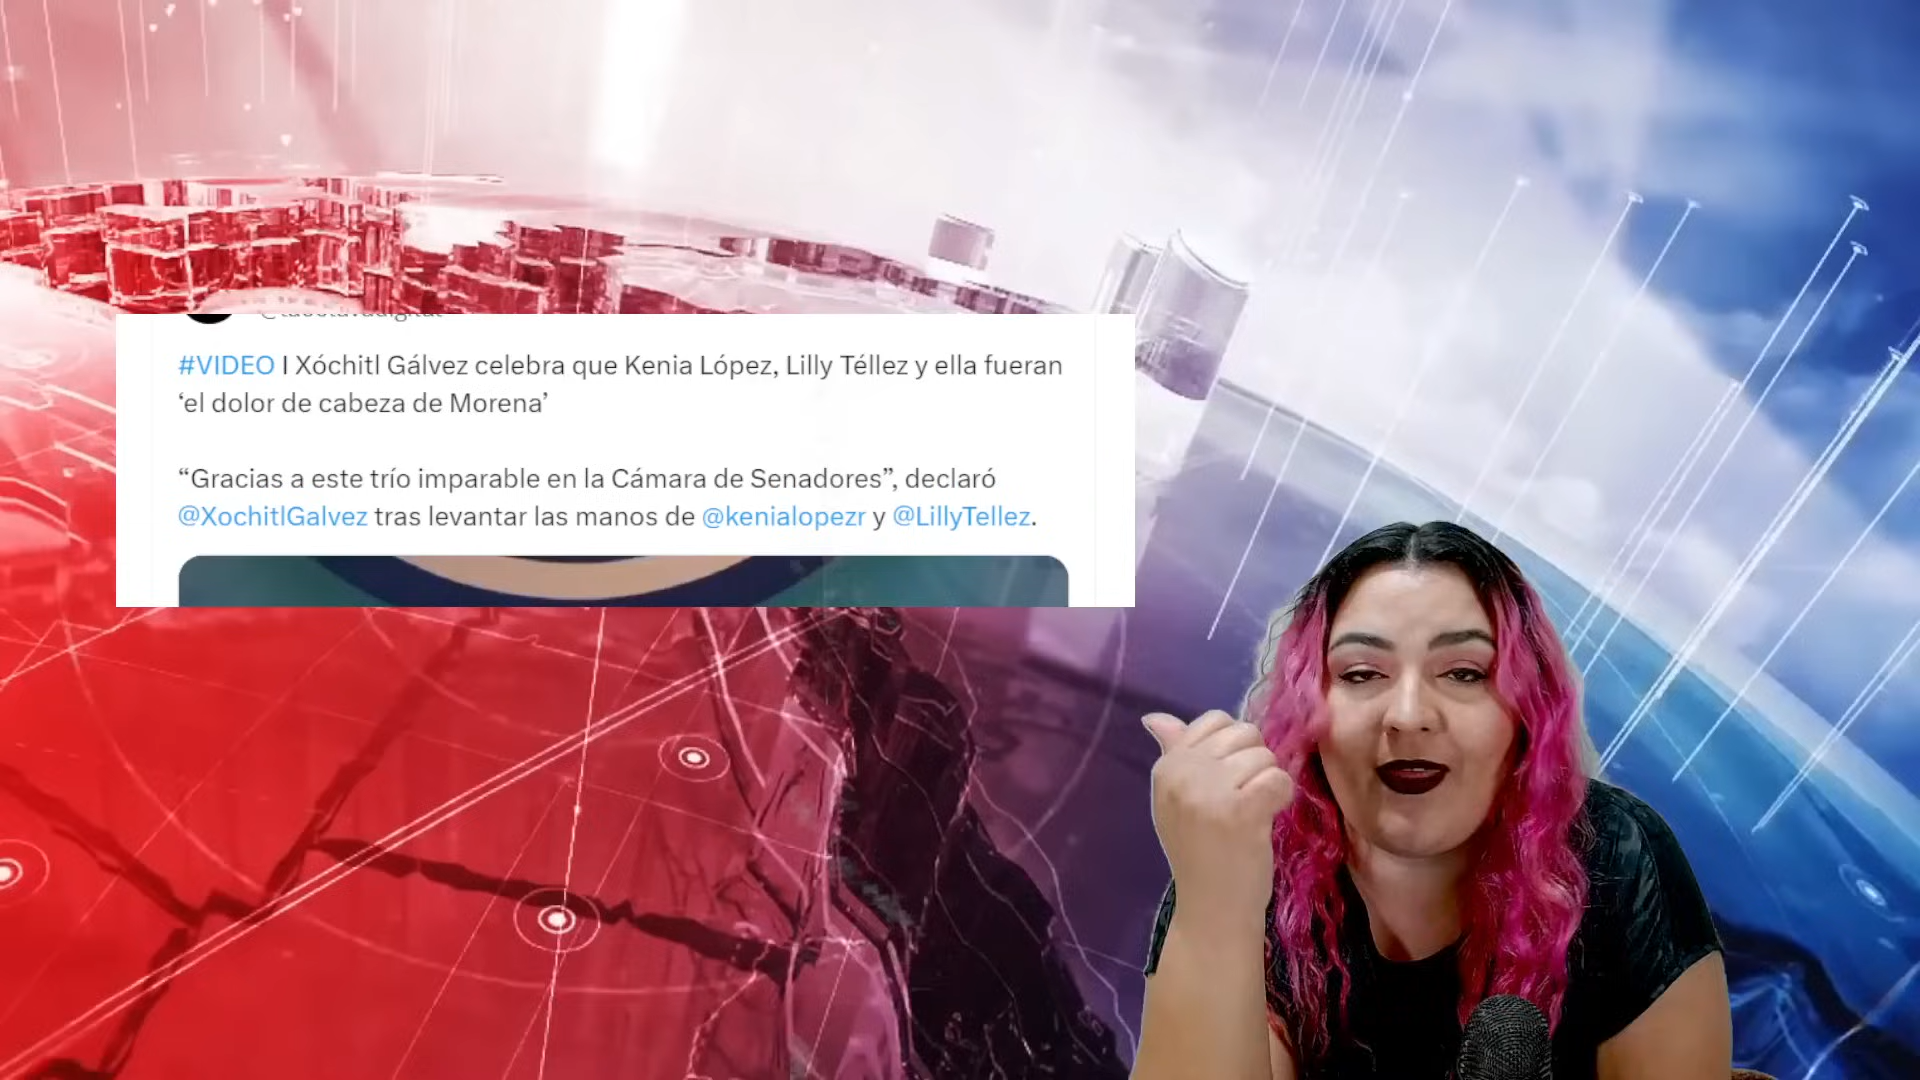 #VIDEO I Xóchitl Gálvez celebra que Kenia López, Lilly Téllez y ella fueran
‘el dolor de cabeza de Morena’
“Gracias a este trío imparable en la Cámara de Senadores”, declaró
@XochitlGalvez tras levantar las manos de @kenialopezr y @LillyTellez.